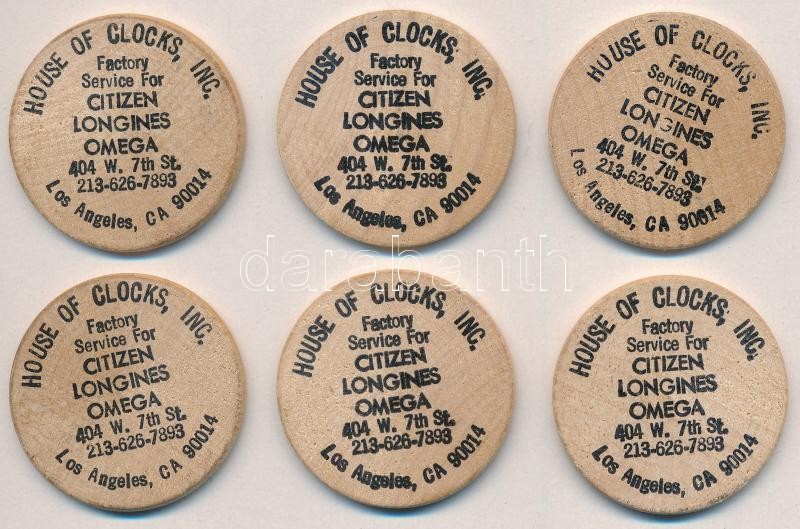 HOUSE OF CLOCKS, INC.
Factory
Service For
CITIZEN
LONGINES
OMEGA
404 W. 7th St.
213-626-7893
Los Angeles, CA 90014
HOUSE OF CLOCKS, INC.
Factory
Service For
CITIZEN
LONGINES
OMEGA
404 W. 7th St.
213-626-7893
Los Angeles, CA 90014
HOUSE OF CLOCKS, INC.
Factory
Service For
CITIZEN
LONGINES
OMEGA
404 W. 7th St.
213-626-7893
Los Angeles, CA 90014
darabanth
HOUSE OF CLOCKS, INC.
Factory
Service For
CITIZEN
LONGINES
OMEGA
404 W. 7th St.
213-626-7893
Los Angeles, CA 90014
HOUSE OF CLOCKS, INC.
Factory
Service For
CITIZEN
LONGINES
OMEGA
404 W. 7th St.
213-626-7893
Los Angeles, CA 90014
HOUSE OF CLOCKS, INC.
Factory
Service For
CITIZEN
LONGINES
OMEGA
404 W. 7th St.
213-626-7893
Los Angeles, CA 90014